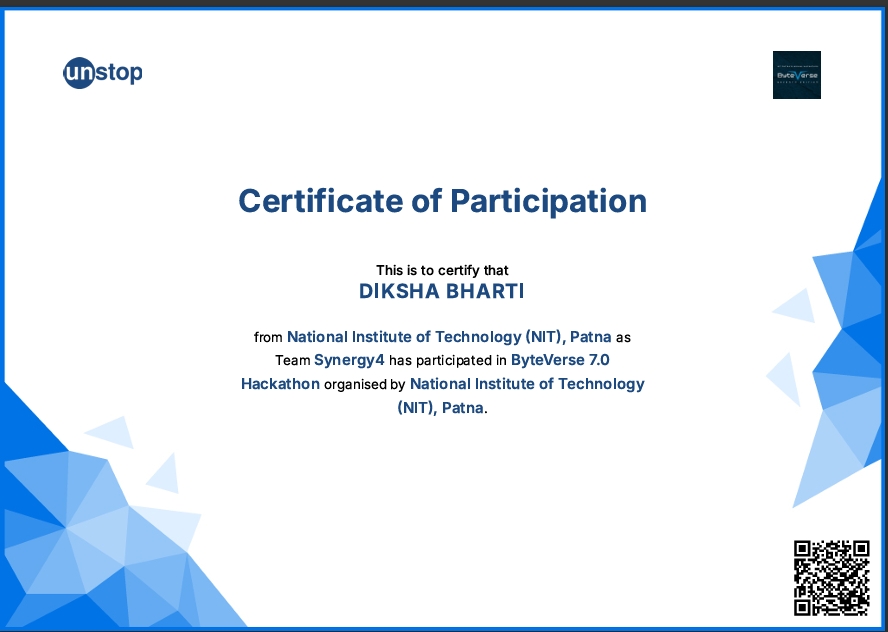 unstop
ByteVerse
Certificate of Participation
This is to certify that
DIKSHA BHARTI
from National Institute of Technology (NIT), Patna as
Team Synergy4 has participated in ByteVerse 7.0
Hackathon organised by National Institute of Technology
(NIT), Patna.